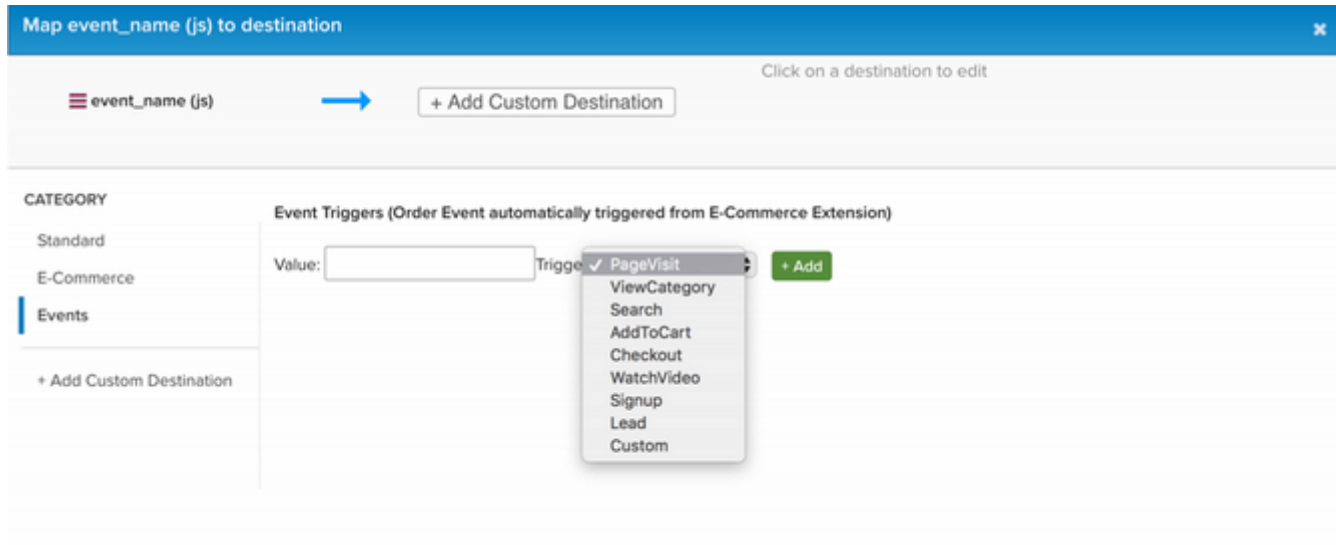 Map event_name (js) to destination
×
Click on a destination to edit
event_name (js)
+ Add Custom Destination
CATEGORY
Standard
E-Commerce
Events
+ Add Custom Destination
Event Triggers (Order Event automatically triggered from E-Commerce Extension)
Value: Trigge ✓ PageVisit + Add
ViewCategory
Search
AddToCart
Checkout
WatchVideo
Signup
Lead
Custom